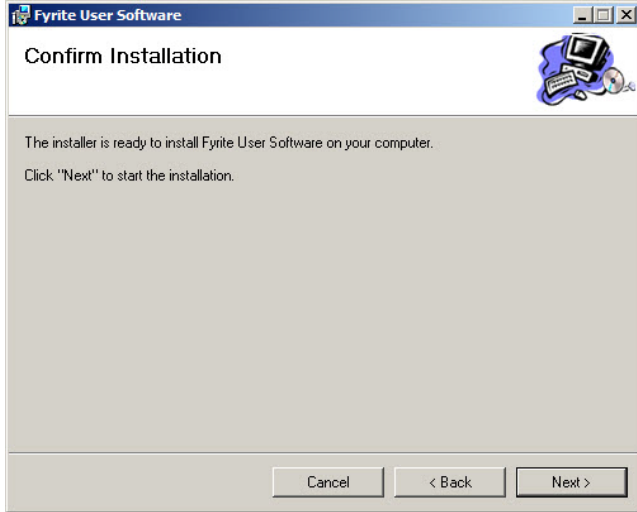 Fyrite User Software
Confirm Installation
The installer is ready to install Fyrite User Software on your computer.
Click "Next" to start the installation.
Cancel
< Back
Next >